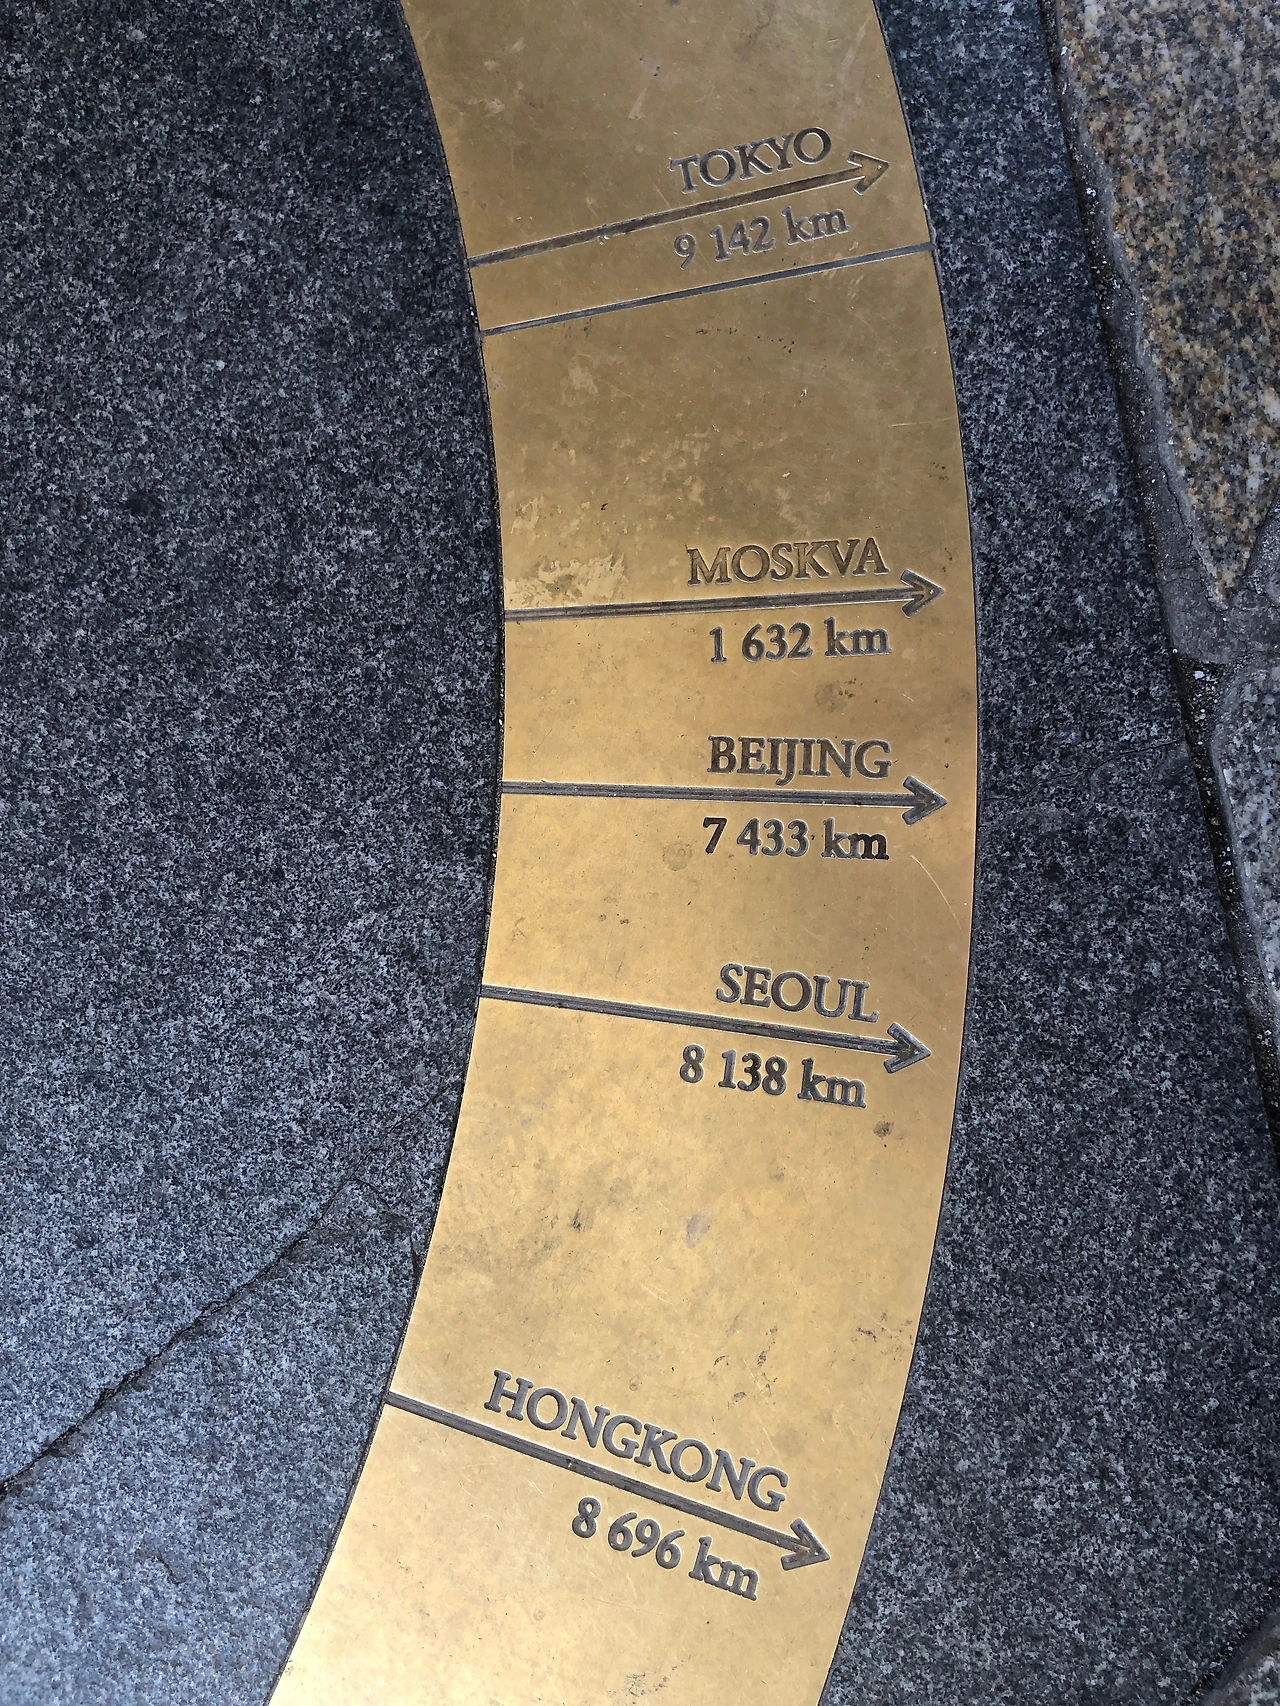 TOKYO
9 142 km
MOSKVA
1 632 km
BEIJING
7 433 km
SEOUL
8 138 km
HONGKONG
8 696 km